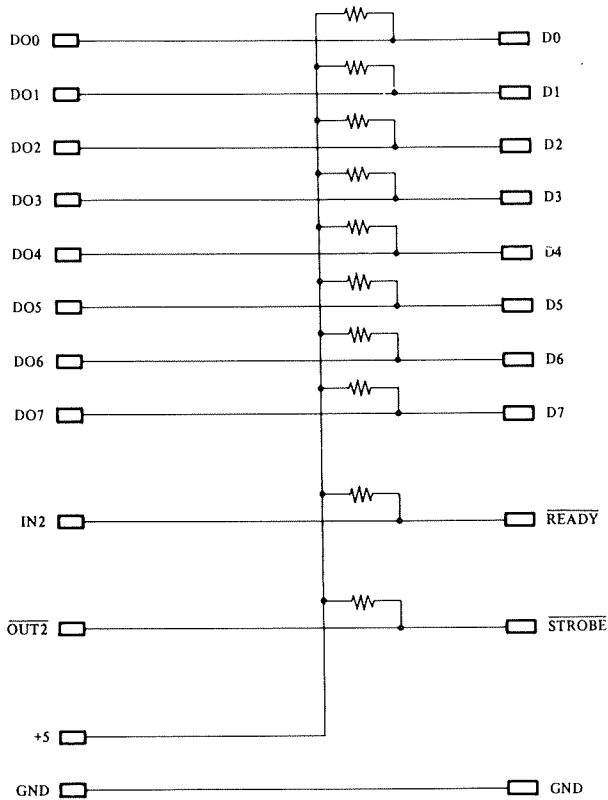 DO0 D0
DO1 D1
DO2 D2
DO3 D3
DO4 D4
DO5 D5
DO6 D6
DO7 D7
IN2 READY
OUT2 STROBE
+5
GND GND